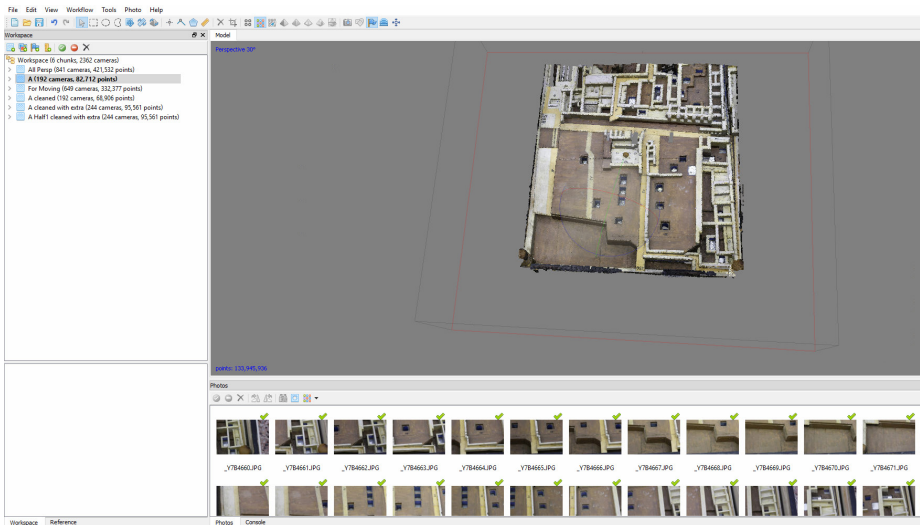 File Edit View Workflow Tools Photo Help
Workspace
Model
Workspace (6 chunks, 2362 cameras)
All Persp (841 cameras, 421,532 points)
A (192 cameras, 82,712 points)
For Moving (649 cameras, 332,377 points)
A cleaned (192 cameras, 68,906 points)
A cleaned with extra (244 cameras, 95,561 points)
A Half1 cleaned with extra (244 cameras, 95,561 points)
Perspective 30°
points: 133,945,936
Photos
_Y7B4660.JPG _Y7B4661.JPG _Y7B4662.JPG _Y7B4663.JPG _Y7B4664.JPG _Y7B4665.JPG _Y7B4666.JPG _Y7B4667.JPG _Y7B4668.JPG _Y7B4669.JPG _Y7B4670.JPG _Y7B4671.JPG
Workspace Reference
Photos Console